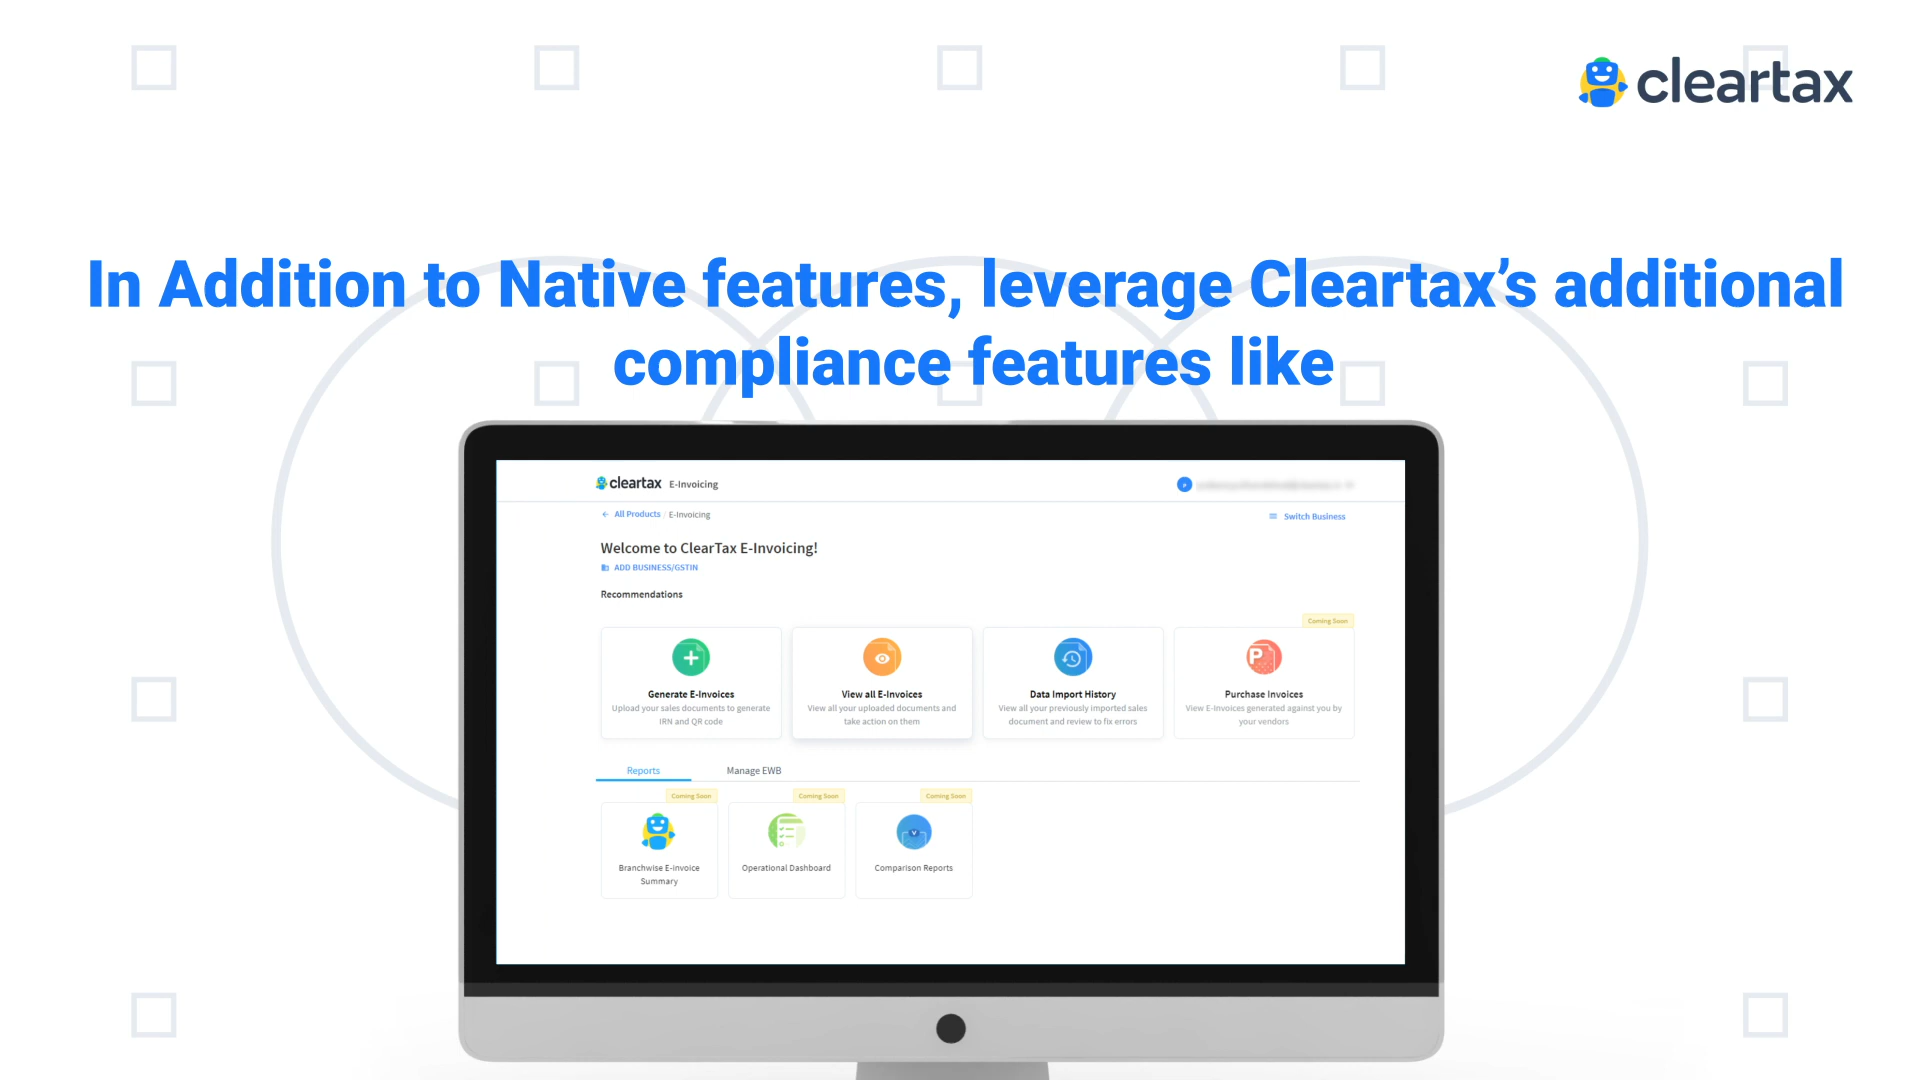 cleartax
In Addition to Native features, leverage Cleartax’s additional
compliance features like
cleartax E-Invoicing
All Products / E-Invoicing
Switch Business
Welcome to ClearTax E-Invoicing!
ADD BUSINESS/GSTIN
Recommendations
Coming Soon
Generate E-Invoices
Upload your sales documents to generate
IRN and QR code
View all E-Invoices
View all your uploaded documents and
take action on them
Data Import History
View all your previously imported sales
document and review to fix errors
P
Purchase Invoices
View E-Invoices generated against you by
your vendors
Reports
Manage EWB
Coming Soon
Coming Soon
Coming Soon
Branchwise E-invoice
Summary
Operational Dashboard
Comparison Reports